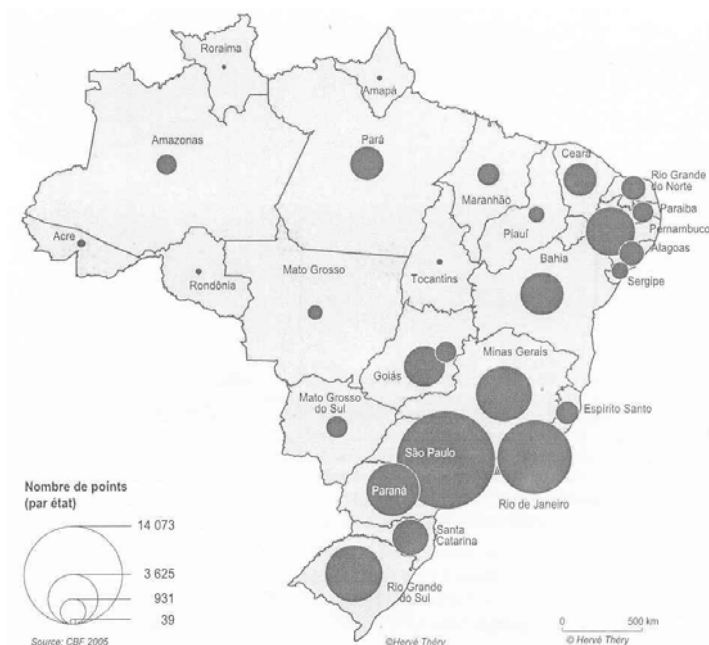 Roraima
Amapá
Amazonas
Pará
Ceará
Rio Grande
do Norte
Maranhão
Paraiba
Piauí
Pernambuco
Alagoas
Acre
Bahia
Rondônia
Mato Grosso
Tocantins
Sergipe
Goiás
Minas Gerais
Mato Grosso
do Sul
Espírito Santo
São Paulo
Paraná
Rio de Janeiro
Santa
Catarina
Rio Grande
do Sul
Nombre de points
(par état)
14 073
3 625
931
39
0 500 km
Source: CBF 2005
©Hervé Théry
© Hervé Théry